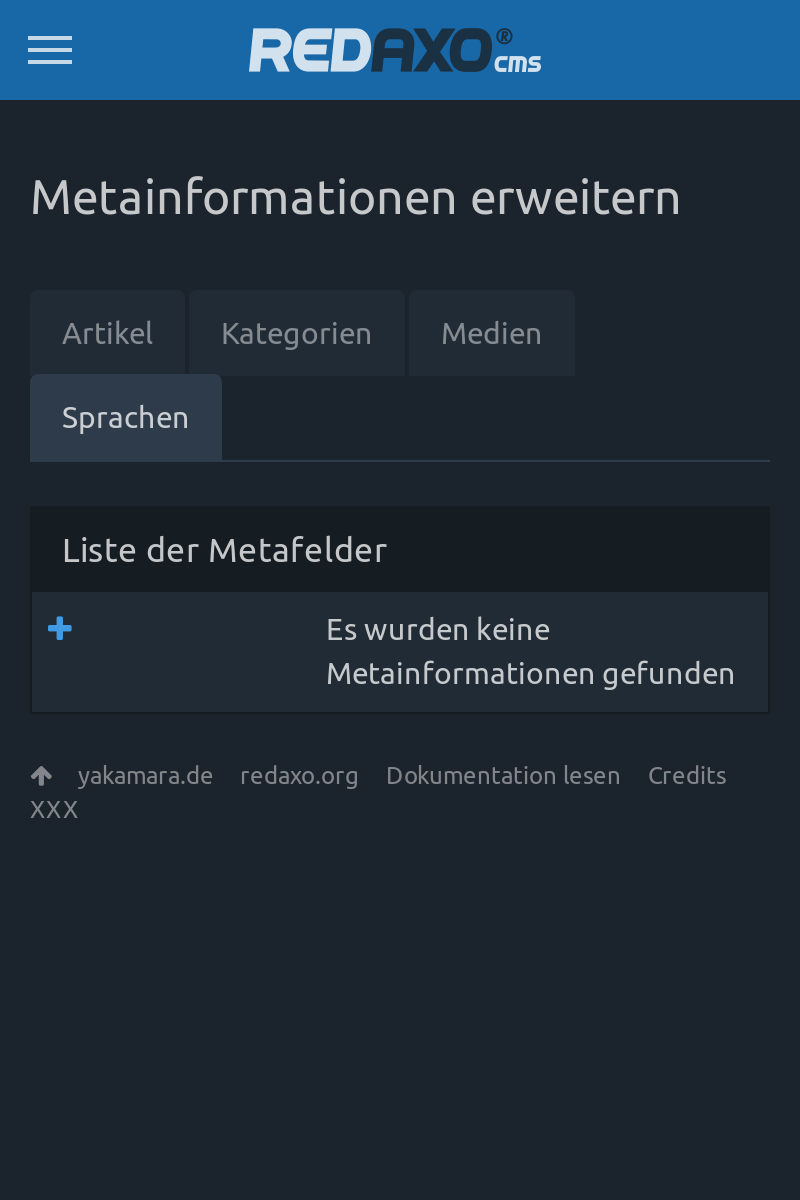 REDAXO® cms
Metainformationen erweitern
Artikel Kategorien Medien
Sprachen
Liste der Metafelder
Es wurden keine
Metainformationen gefunden
yakamara.de redaxo.org Dokumentation lesen Credits
XXX